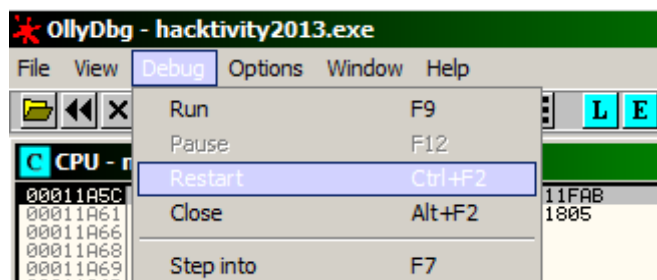 OllyDbg - hacktivity2013.exe
File View Debug Options Window Help
L E
Run F9
Pause F12
C CPU - m
Restart Ctrl+F2
00011A5C 11FAB
00011A61 Close Alt+F2 1805
00011A66
00011A68
00011A69 Step into F7